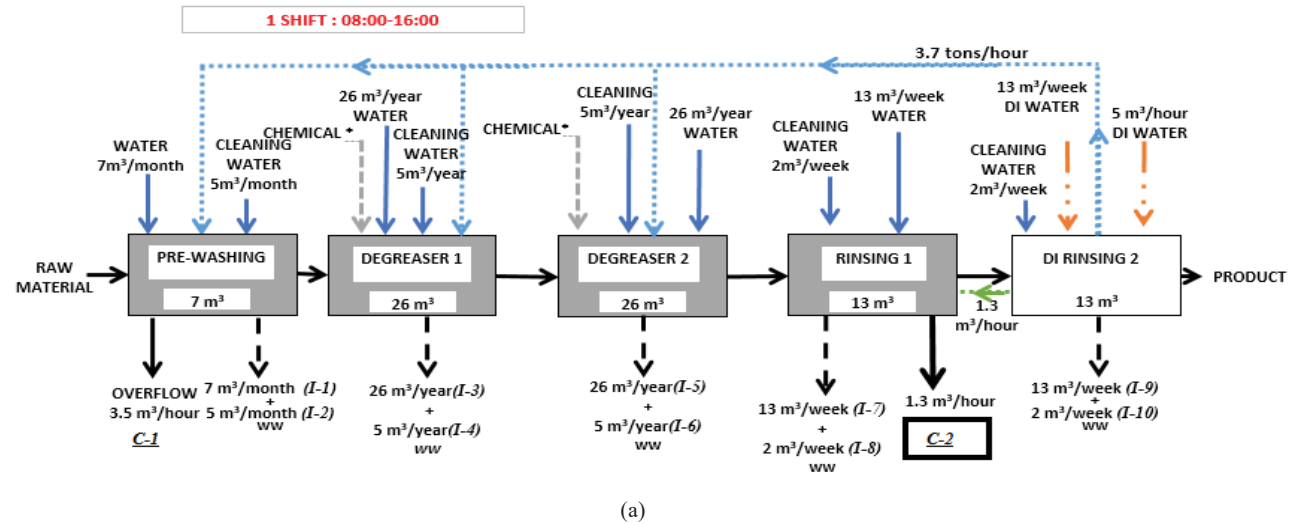 1 SHIFT : 08:00-16:00
3.7 tons/hour
WATER
7m³/month
CLEANING
WATER
5m³/month
CHEMICAL *
26 m³/year
WATER
CLEANING
WATER
5m³/year
CHEMICAL*
CLEANING
5m³/year
26 m³/year
WATER
CLEANING
WATER
2m³/week
13 m³/week
WATER
CLEANING
WATER
2m³/week
13 m³/week
DI WATER
5 m³/hour
DI WATER
RAW
MATERIAL
PRE-WASHING
7 m³
DEGREASER 1
26 m³
DEGREASER 2
26 m³
RINSING 1
13 m³
1.3
m³/hour
DI RINSING 2
13 m³
PRODUCT
OVERFLOW
3.5 m³/hour
C-1
7 m³/month (I-1)
+
5 m³/month (I-2)
ww
26 m³/year(I-3)
+
5 m³/year(I-4)
ww
26 m³/year(I-5)
+
5 m³/year(I-6)
ww
13 m³/week (I-7)
+
2 m³/week (I-8)
ww
1.3 m³/hour
C-2
13 m³/week (I-9)
+
2 m³/week (I-10)
ww
(a)